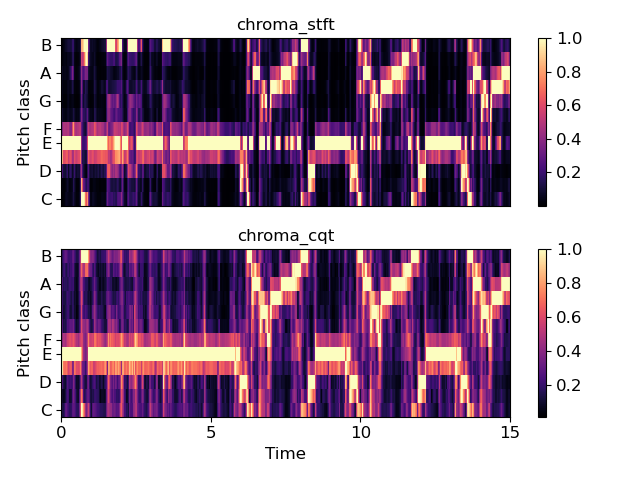 chroma_stft
B
A
G
F
E
D
C
Pitch class
1.0
0.8
0.6
0.4
0.2
chroma_cqt
B
A
G
F
E
D
C
Pitch class
1.0
0.8
0.6
0.4
0.2
0 5 10 15
Time